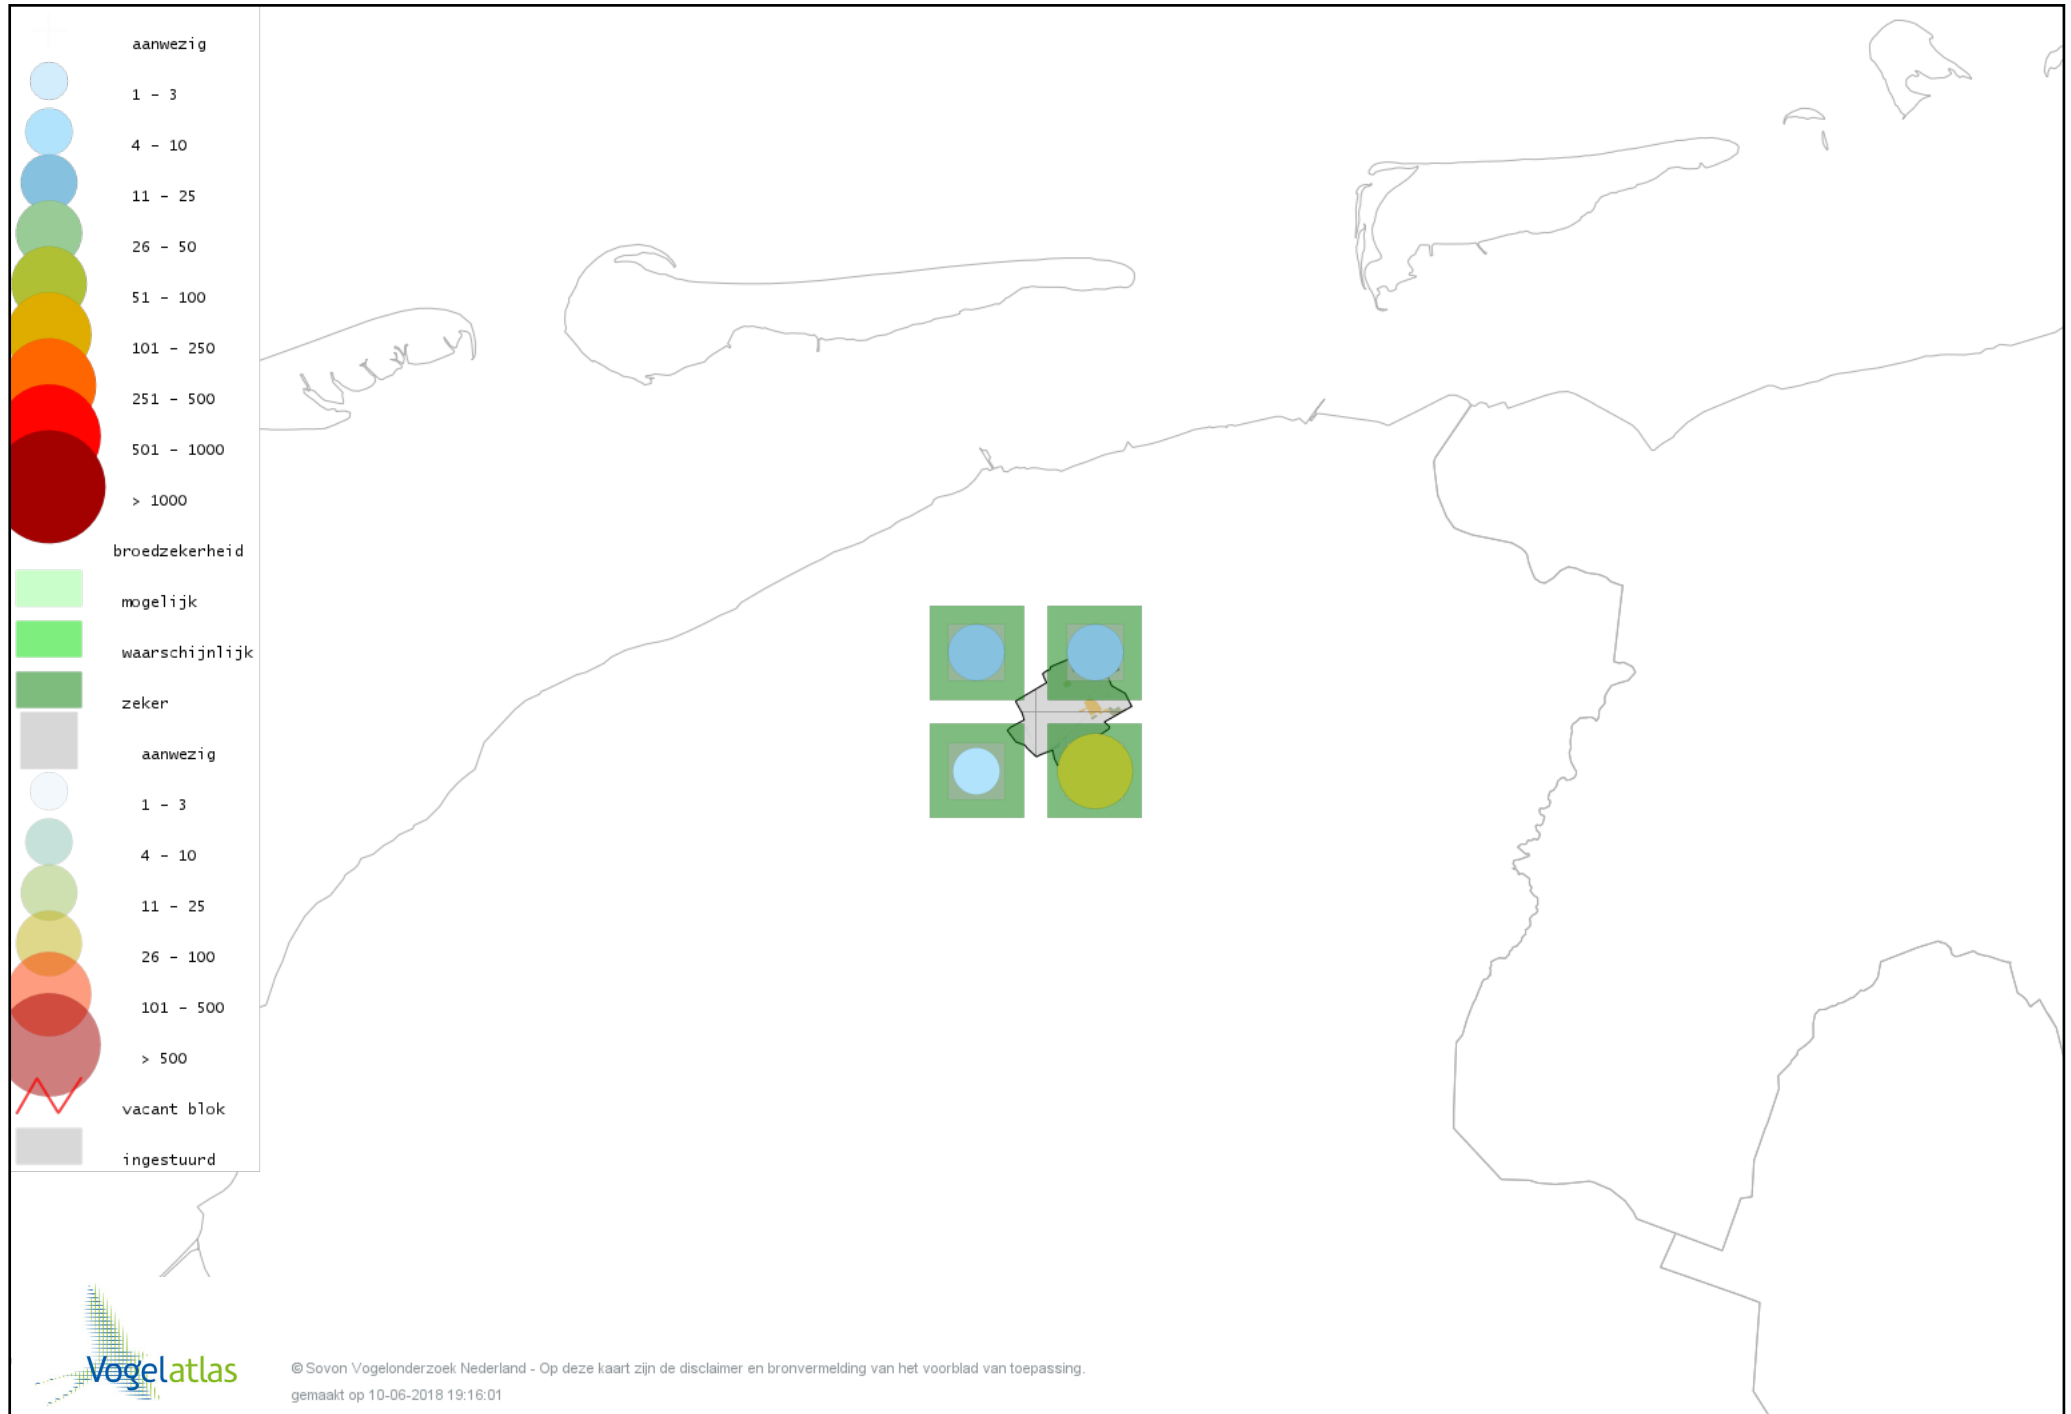 aanwezig
1 - 3
4 - 10
11 - 25
26 - 50
51 - 100
101 - 250
251 - 500
501 - 1000
> 1000
broedzekerheid
mogelijk
waarschijnlijk
zeker
aanwezig
1 - 3
4 - 10
11 - 25
26 - 100
101 - 500
> 500
vacant blok
ingestuurd
Vogelatlas
© Sovon Vogelonderzoek Nederland - Op deze kaart zijn de disclaimer en bronvermelding van het voorblad van toepassing.
gemaakt op 10-06-2018 19:16:01